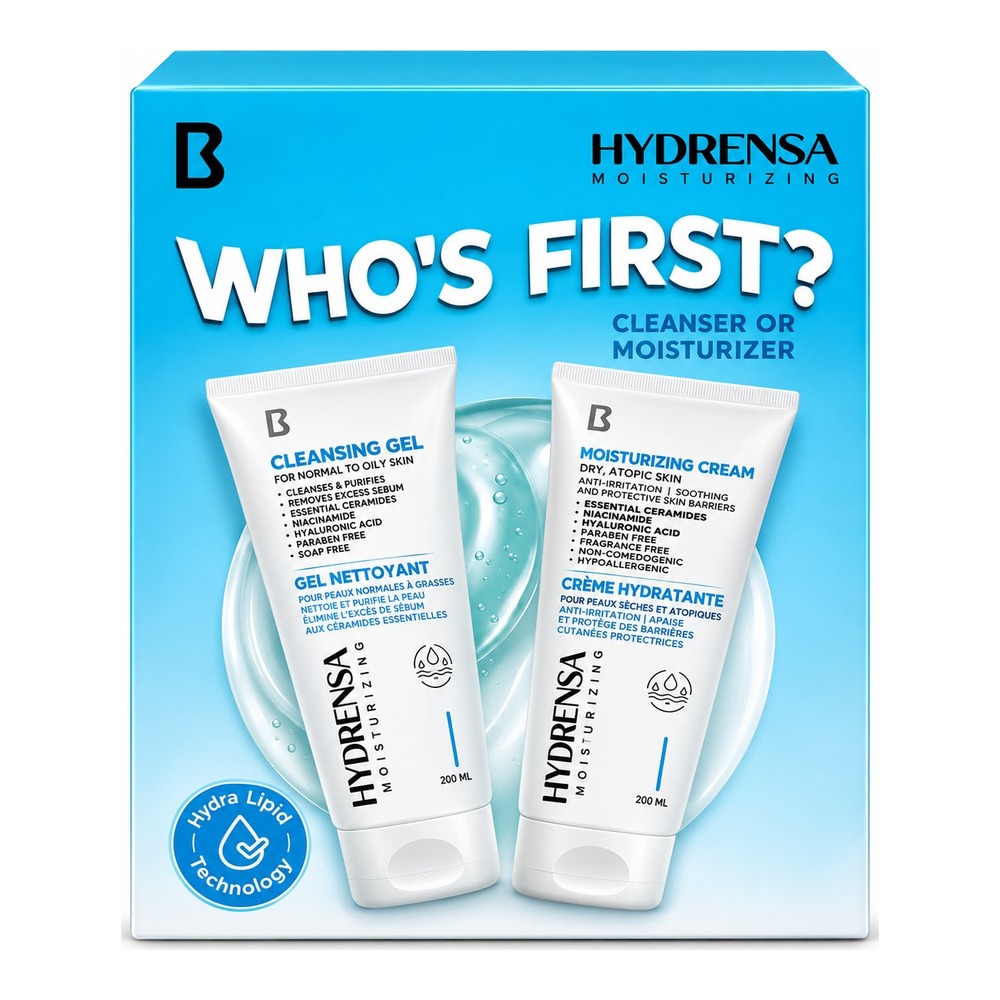 B
HYDRENSA
MOISTURIZING
WHO'S FIRST?
CLEANSER OR
MOISTURIZER
B
CLEANSING GEL
FOR NORMAL TO OILY SKIN
• CLEANSES & PURIFIES
• REMOVES EXCESS SEBUM
• ESSENTIAL CERAMIDES
• NIACINAMIDE
• HYALURONIC ACID
• PARABEN FREE
• SOAP FREE
GEL NETTOYANT
POUR PEAUX NORMALES À GRASSES
NETTOIE ET PURIFIE LA PEAU
ÉLIMINE L'EXCÈS DE SÉBUM
AUX CÉRAMIDES ESSENTIELLES
HYDRENSA
MOISTURIZING
200 ML
B
MOISTURIZING CREAM
DRY, ATOPIC SKIN
ANTI-IRRITATION | SOOTHING
AND PROTECTIVE SKIN BARRIERS
• ESSENTIAL CERAMIDES
• NIACINAMIDE
• HYALURONIC ACID
• PARABEN FREE
• FRAGRANCE FREE
• NON-COMEDOGENIC
• HYPOALLERGENIC
CRÈME HYDRATANTE
POUR PEAUX SÈCHES ET ATOPIQUES
ANTI-IRRITATION | APAISE
ET PROTÈGE DES BARRIÈRES
CUTANÉES PROTECTRICES
HYDRENSA
MOISTURIZING
200 ML
Hydra Lipid
Technology